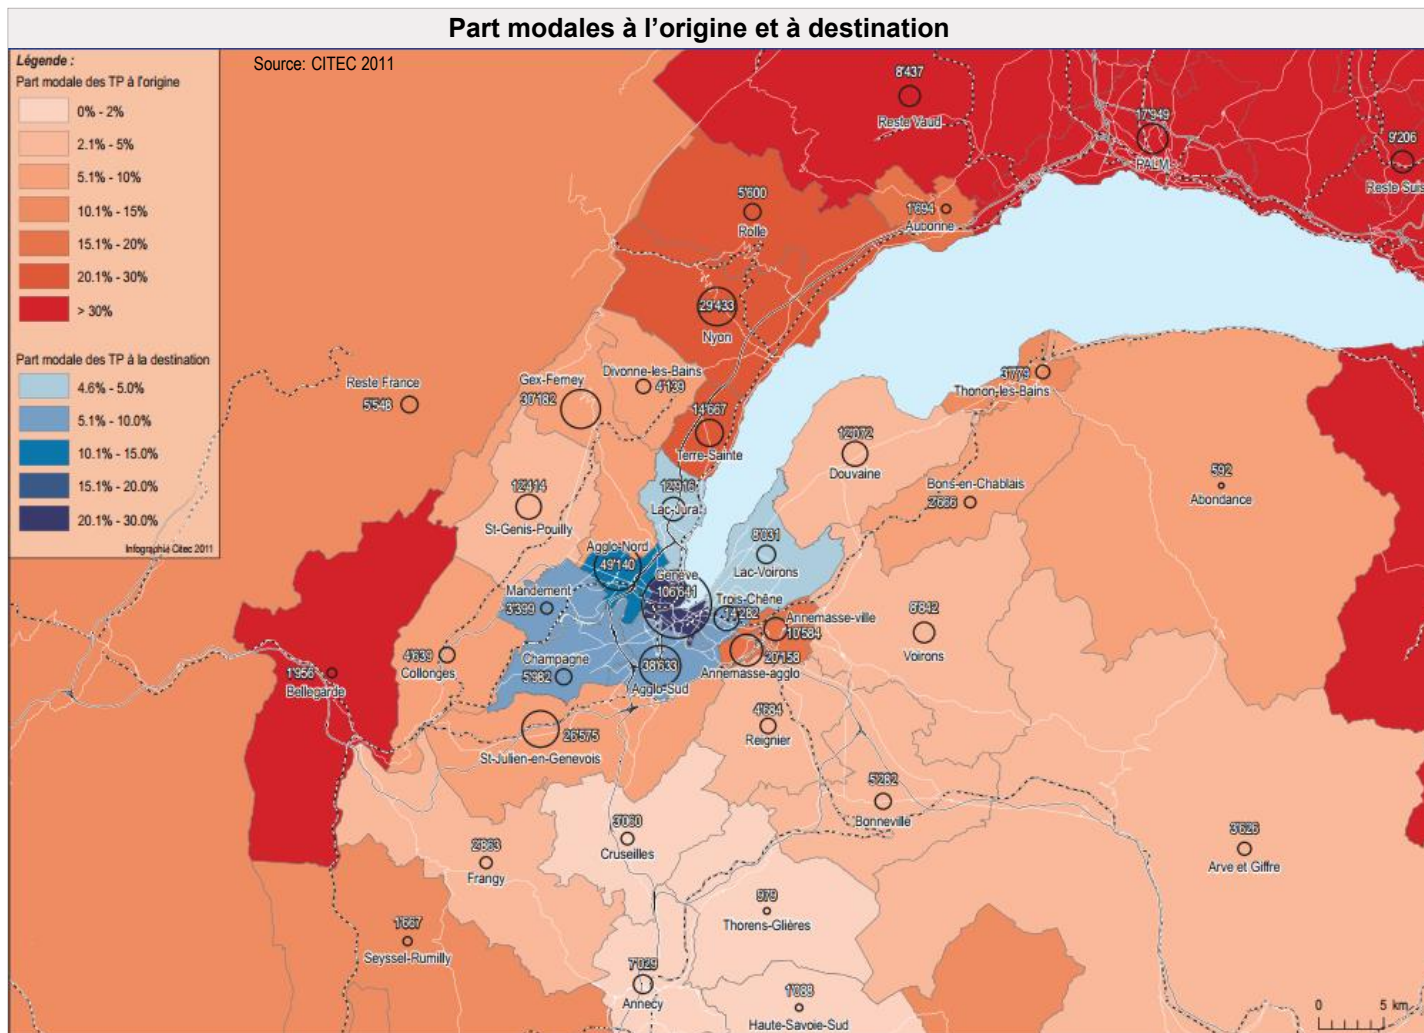 Part modales à l'origine et à destination
Légende :
Part modale des TP à l'origine
0% - 2%
2.1% - 5%
5.1% - 10%
10.1% - 15%
15.1% - 20%
20.1% - 30%
> 30%
Part modale des TP à la destination
4.6% - 5.0%
5.1% - 10.0%
10.1% - 15.0%
15.1% - 20.0%
20.1% - 30.0%
Infographie Citec 2011
Source: CITEC 2011
8'437
Reste Vaud
17'949
PALM
9'206
Reste Suis
5'600
Rolle
1'694
Aubonne
29'433
Nyon
Reste France
5'548
Gex-Ferney
30'182
Divonne-les-Bains
4'139
3'779
Thonon-les-Bains
14'667
Terre-Sainte
12'072
Douvaine
12'414
St-Genis-Pouilly
12'916
Lac-Jura
Bons-en-Chablais
2'666
592
Abondance
8'031
Lac-Voirons
Agglo-Nord
49'140
Genève
106'641
Mandement
3'399
Trois-Chêne
14'282
Annemasse-ville
10'584
8'842
Voirons
4'639
Collonges
Champagne
5'982
38'633
Agglo-Sud
20'158
Annemasse-agglo
1'956
Bellegarde
26'575
St-Julien-en-Genevois
4'684
Reignier
5'282
Bonneville
3'060
Cruseilles
2'863
Frangy
3'626
Arve et Giffre
979
Thorens-Glières
1'667
Seyssel-Rumilly
7'029
Annecy
1'088
Haute-Savoie-Sud
0 5 km